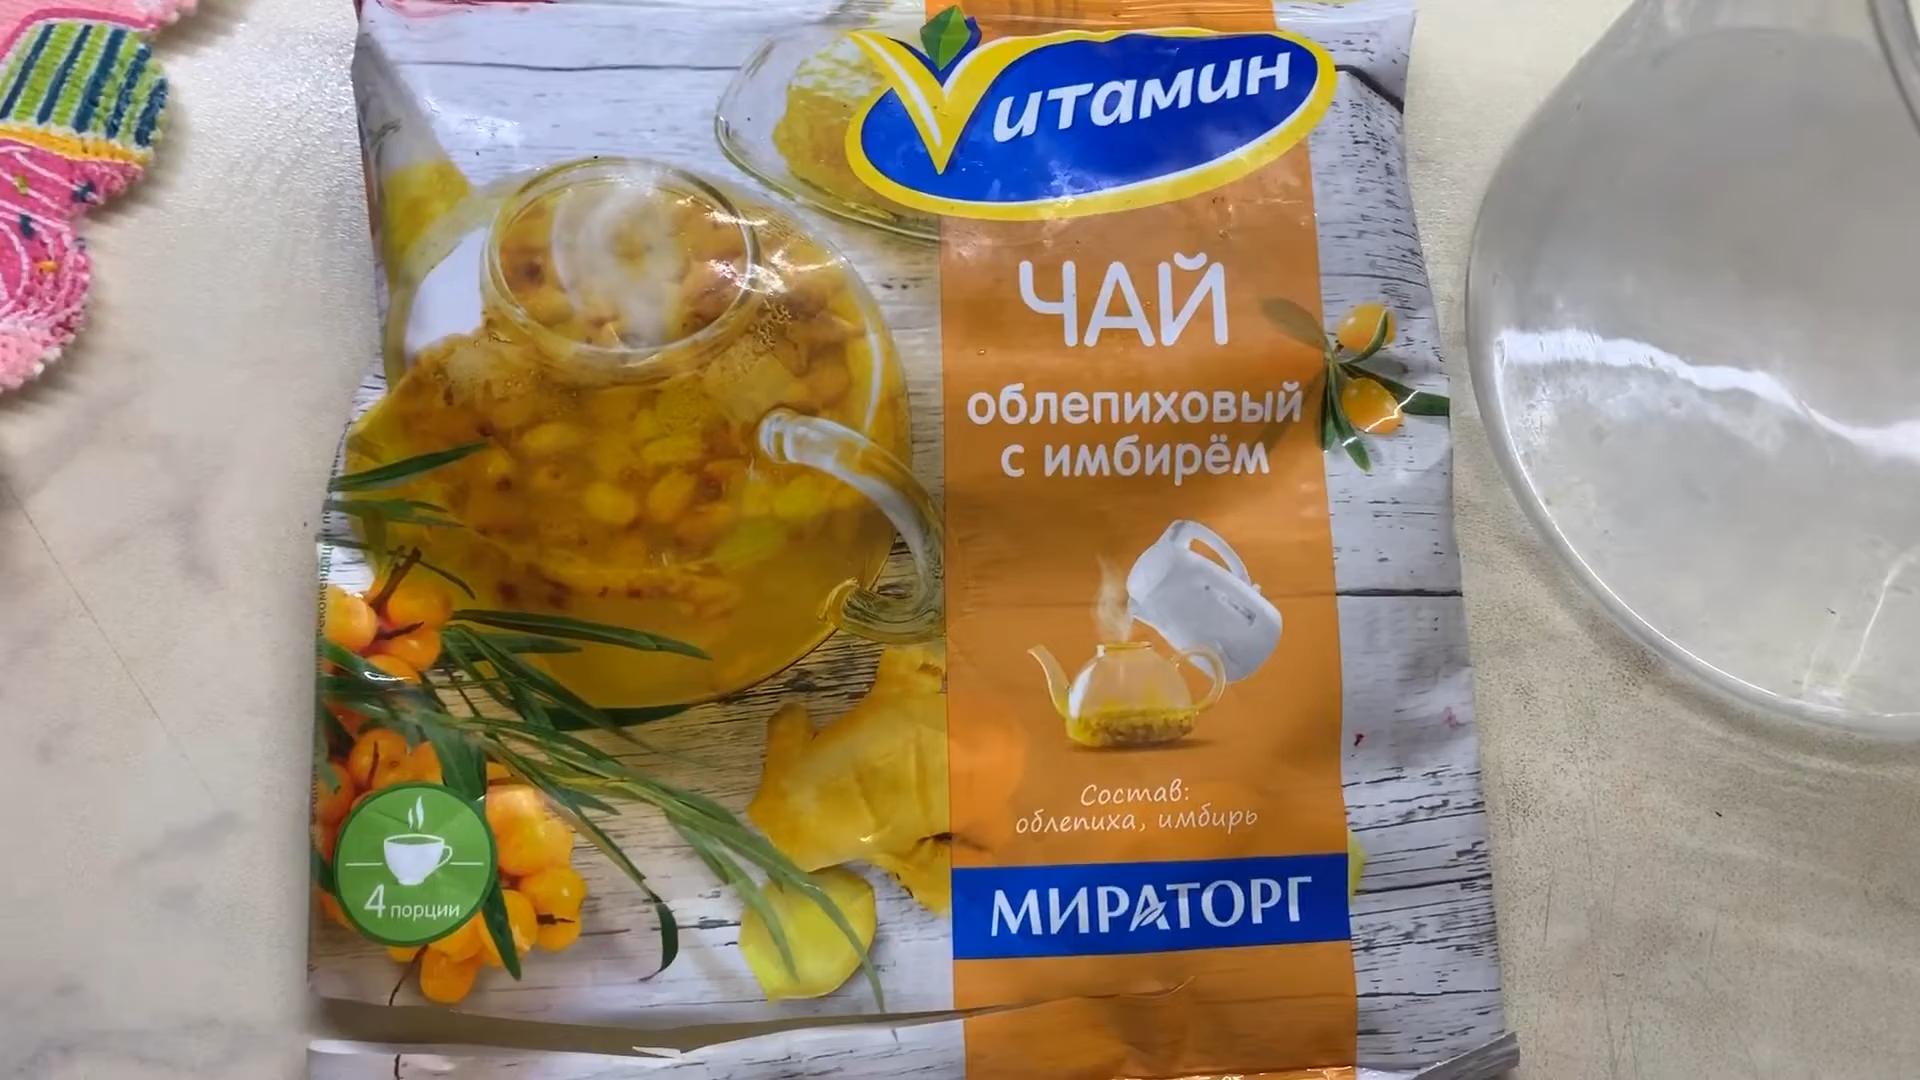 Vитамин
ЧАЙ
облепиховый
с имбирём
Состав:
облепиха, имбирь
МИРАТОРГ
4 порции